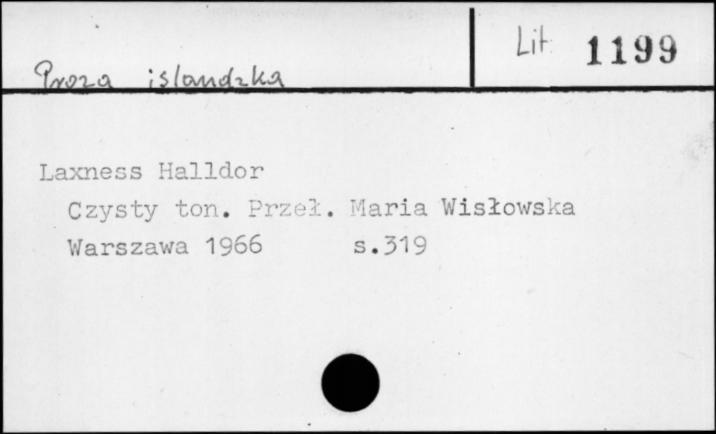 Proza islandzka
Lit 1199
Laxness Halldor
Czysty ton. Przeł. Maria Wisłowska
Warszawa 1966 s.319